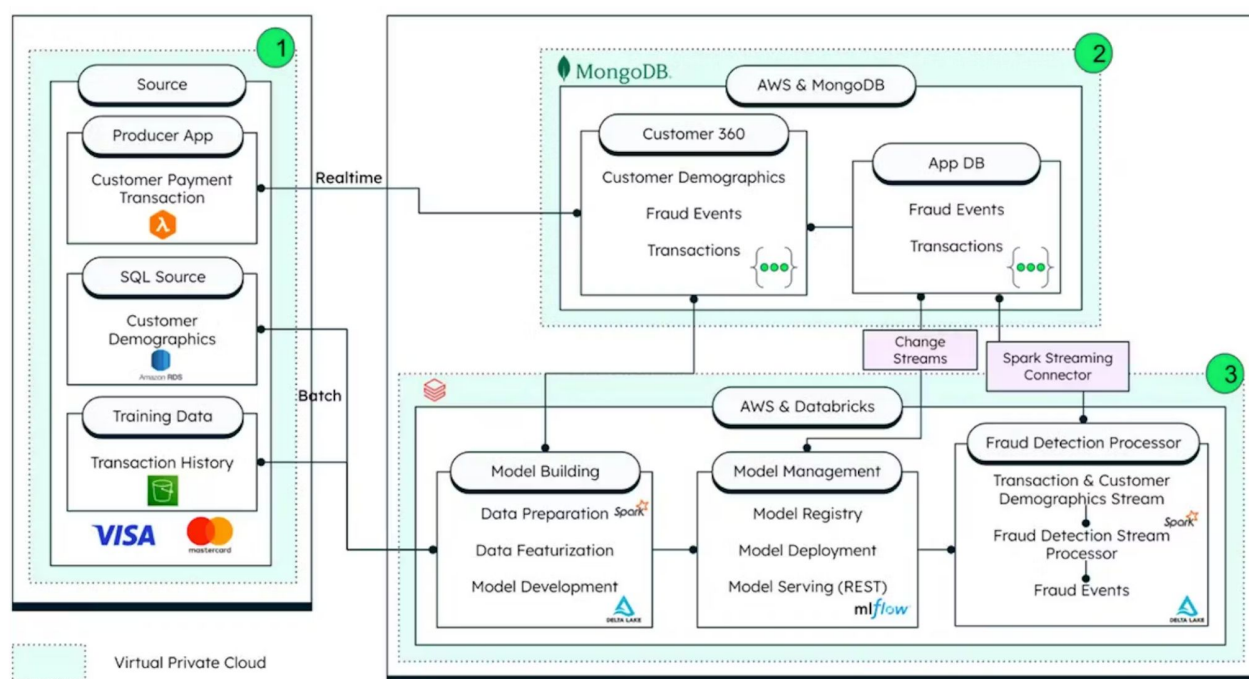 1
Source
Producer App
Customer Payment
Transaction
λ
SQL Source
Customer
Demographics
Amazon RDS
Training Data
Transaction History
VISA
mastercard
Virtual Private Cloud
Realtime
Batch
2
MongoDB.
AWS & MongoDB
Customer 360
Customer Demographics
Fraud Events
Transactions
App DB
Fraud Events
Transactions
Change
Streams
Spark Streaming
Connector
3
AWS & Databricks
Model Building
Data Preparation
Spark
Data Featurization
Model Development
DELTA LAKE
Model Management
Model Registry
Model Deployment
Model Serving (REST)
mlflow
Fraud Detection Processor
Transaction & Customer
Demographics Stream
Spark
Fraud Detection Stream
Processor
Fraud Events
DELTA LAKE